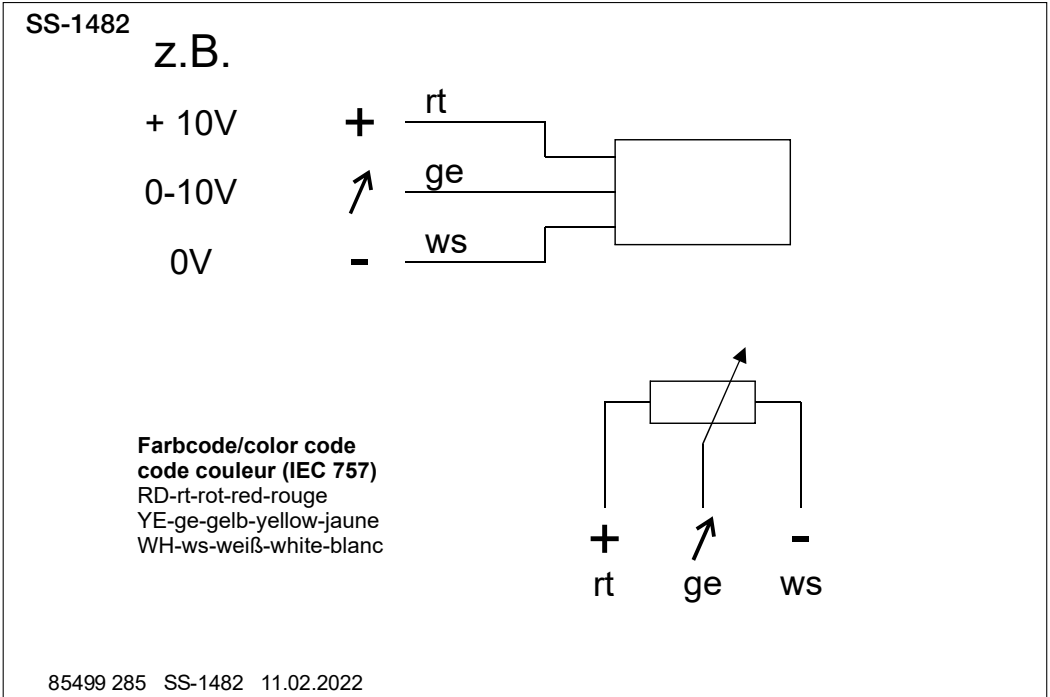 SS-1482
z.B.
+ 10V + rt
0-10V ge
0V - ws
Farbcode/color code
code couleur (IEC 757)
RD-rt-rot-red-rouge
YE-ge-gelb-yellow-jaune
WH-ws-weiß-white-blanc
+ -
rt ge ws
85499 285 SS-1482 11.02.2022